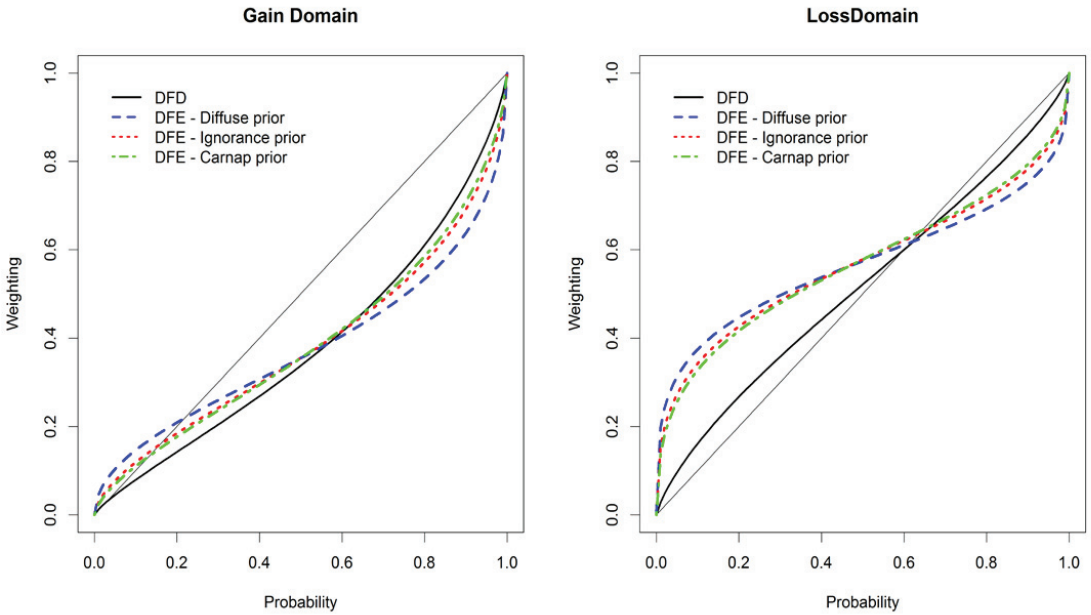 Gain Domain
DFD
DFE - Diffuse prior
DFE - Ignorance prior
DFE - Carnap prior
Weighting
0.0
0.2
0.4
0.6
0.8
1.0
0.0 0.2 0.4 0.6 0.8 1.0
Probability
LossDomain
DFD
DFE - Diffuse prior
DFE - Ignorance prior
DFE - Carnap prior
Weighting
0.0
0.2
0.4
0.6
0.8
1.0
0.0 0.2 0.4 0.6 0.8 1.0
Probability